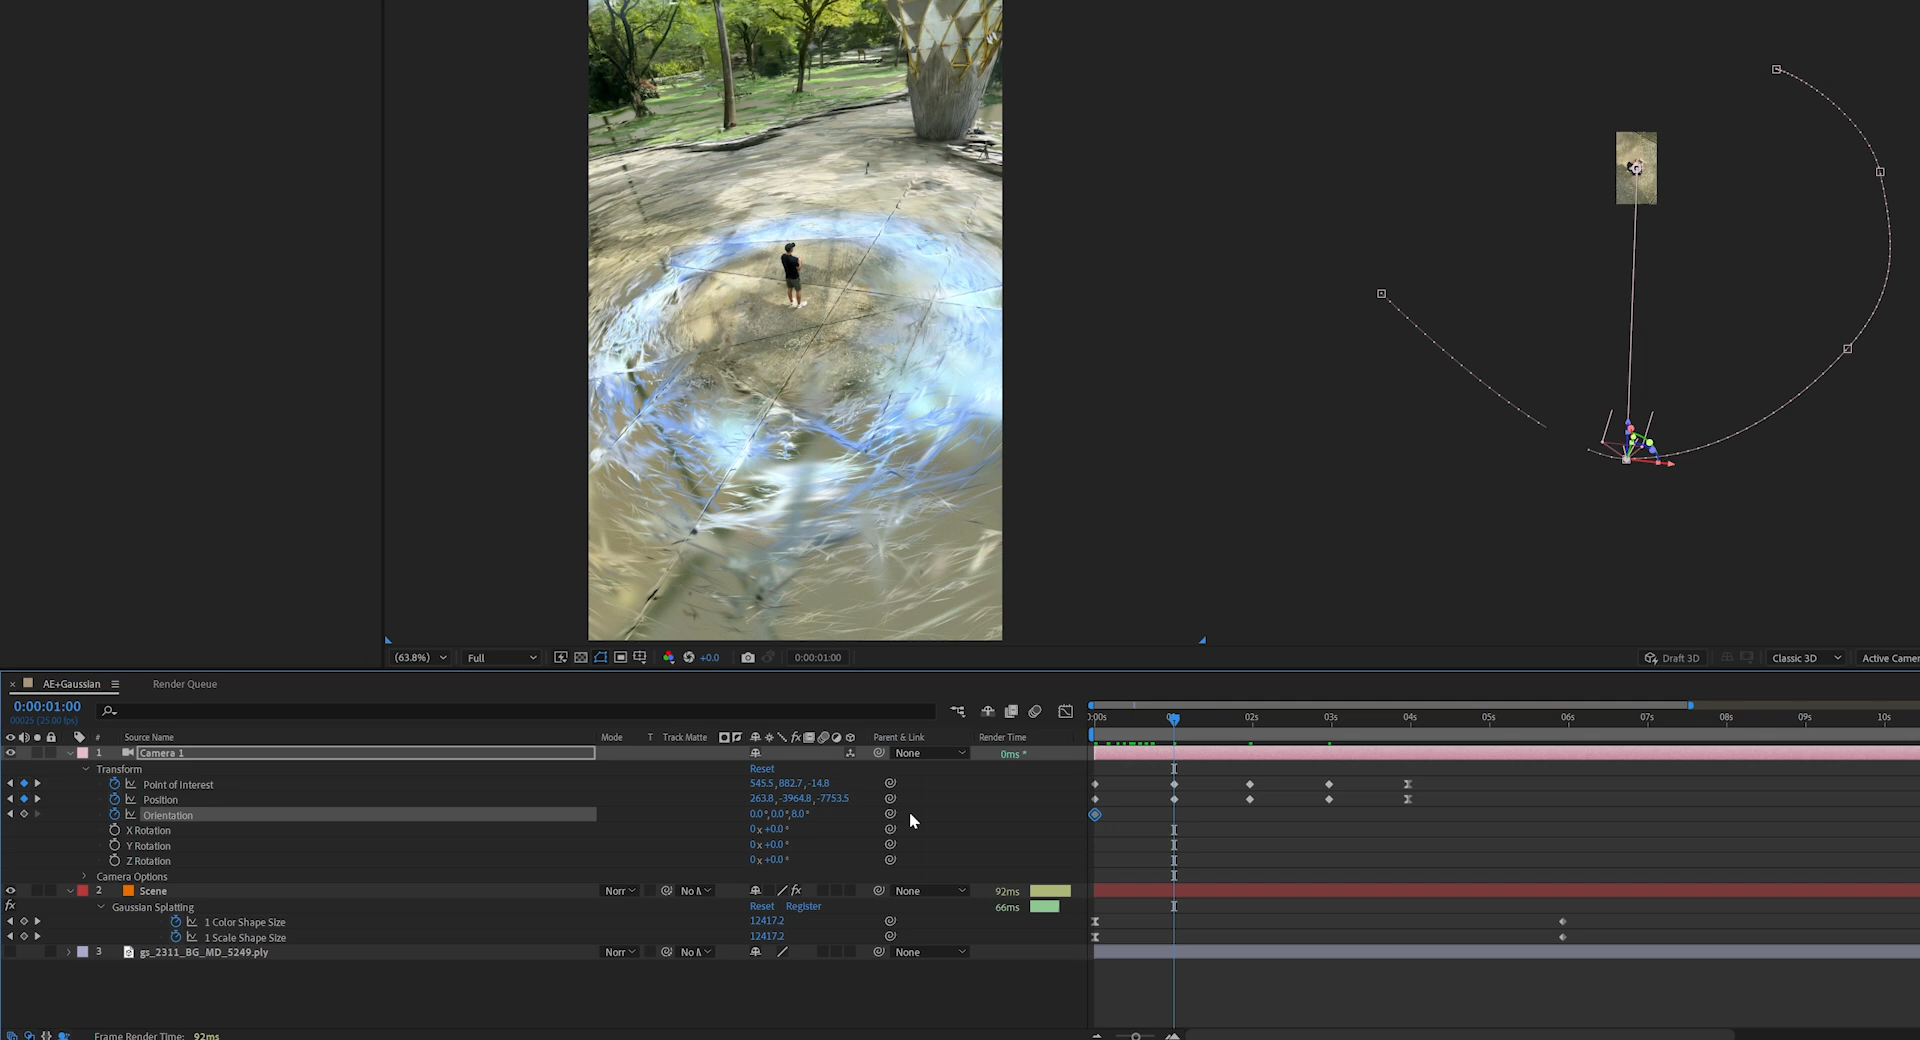 (63.8%) Full +0.0 0:00:01:00 Draft 3D Classic 3D Active Camer
× AE+Gaussian Render Queue
0:00:01:00
00025 (25.00 fps)
:00s 02s 03s 04s 05s 06s 07s 08s 09s 10s
# Source Name Mode T Track Matte fx Parent & Link Render Time
1 Camera 1 None 0ms *
Transform Reset
Point of Interest 545.5, 882.7, -14.8
Position 263.8, -3964.8, -7753.5
Orientation 0.0°, 0.0°, 8.0°
X Rotation 0 x +0.0°
Y Rotation 0 x +0.0°
Z Rotation 0 x +0.0°
Camera Options
2 Scene Norr No M fx None 92ms
fx Gaussian Splatting Reset Register 66ms
1 Color Shape Size 12417.2
1 Scale Shape Size 12417.2
3 gs_2311_BG_MD_5249.ply Norr No M None
Frame Render Time: 92ms